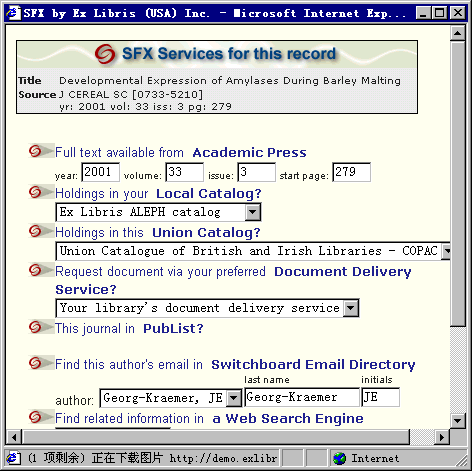 SFX by Ex Libris (USA) Inc. - Microsoft Internet Exp...
SFX Services for this record
Title Developmental Expression of Amylases During Barley Malting
Source J CEREAL SC [0733-5210]
yr: 2001 vol: 33 iss: 3 pg: 279
Full text available from Academic Press
year: 2001 volume: 33 issue: 3 start page: 279
Holdings in your Local Catalog?
Ex Libris ALEPH catalog
Holdings in this Union Catalog?
Union Catalogue of British and Irish Libraries - COPAC
Request document via your preferred Document Delivery
Service?
Your library's document delivery service
This journal in PubList?
Find this author's email in Switchboard Email Directory
last name initials
author: Georg-Kraemer, JE Georg-Kraemer JE
Find related information in a Web Search Engine
(1 项剩余) 正在下载图片 http://demo.exlibr Internet